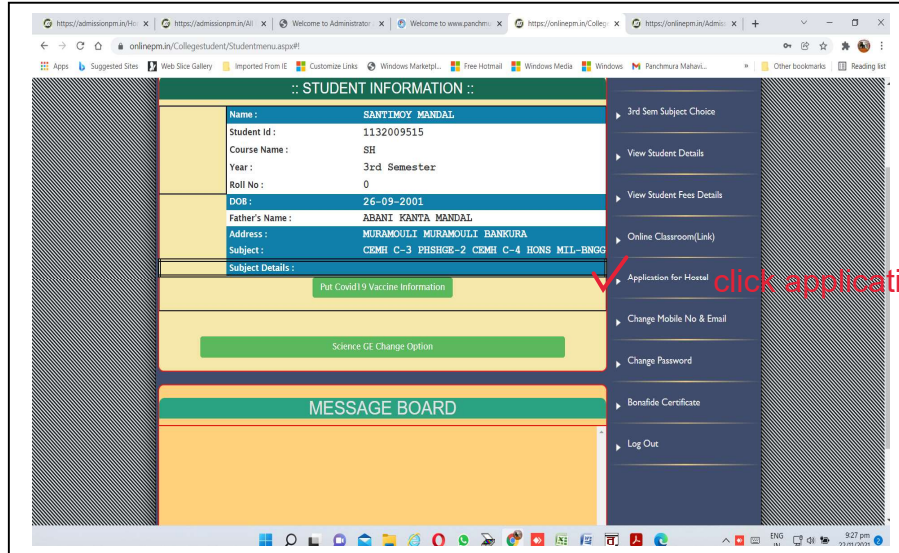 https://admissionpm.in/Ho
https://admissionpm.in/All
Welcome to Administrator
Welcome to www.panchmu
https://onlinepm.in/Colleg
https://onlinepm.in/Admis
onlinepm.in/Collegestudent/Studentmenu.aspx#!
Apps
Suggested Sites
Web Slice Gallery
Imported From IE
Customize Links
Windows Marketpl...
Free Hotmail
Windows Media
Windows
Panchmura Mahavi...
»
Other bookmarks
Reading list
:: STUDENT INFORMATION ::
Name : SANTIMOY MANDAL
Student Id : 1132009515
Course Name : SH
Year : 3rd Semester
Roll No : 0
DOB : 26-09-2001
Father's Name : ABANI KANTA MANDAL
Address : MURAMOULI MURAMOULI BANKURA
Subject : CEMH C-3 PHSHGE-2 CEMH C-4 HONS MIL-BNGG
Subject Details :
Put Covid19 Vaccine Information
Science GE Change Option
MESSAGE BOARD
3rd Sem Subject Choice
View Student Details
View Student Fees Details
Online Classroom(Link)
Application for Hostel
click applicati
Change Mobile No & Email
Change Password
Bonafide Certificate
Log Out
ENG
IN
9:27 pm